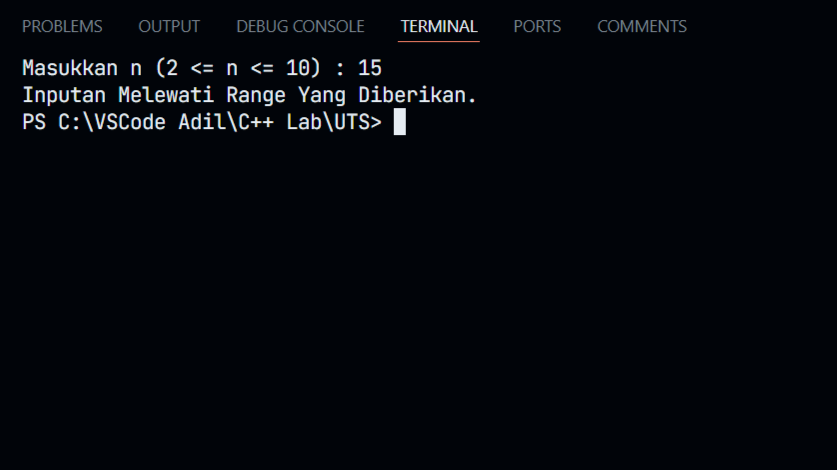 PROBLEMS OUTPUT DEBUG CONSOLE TERMINAL PORTS COMMENTS
Masukkan n (2 <= n <= 10) : 15
Inputan Melewati Range Yang Diberikan.
PS C:\VSCode Adil\C++ Lab\UTS>